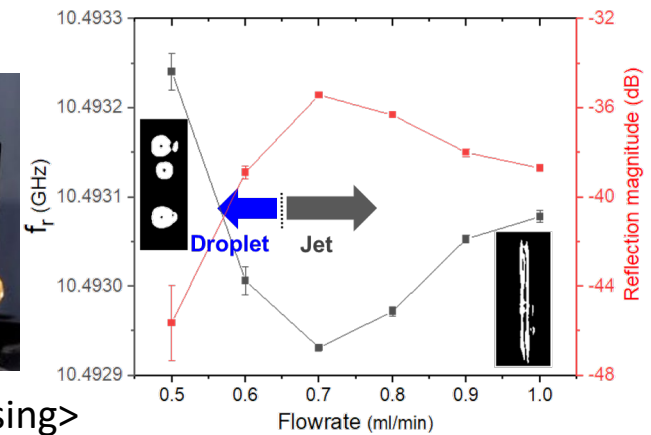 10.4933
10.4932
10.4931
10.4930
10.4929
fr (GHz)
-32
-36
-40
-44
-48
Reflection magnitude (dB)
Droplet
Jet
0.5 0.6 0.7 0.8 0.9 1.0
Flowrate (ml/min)
sing>